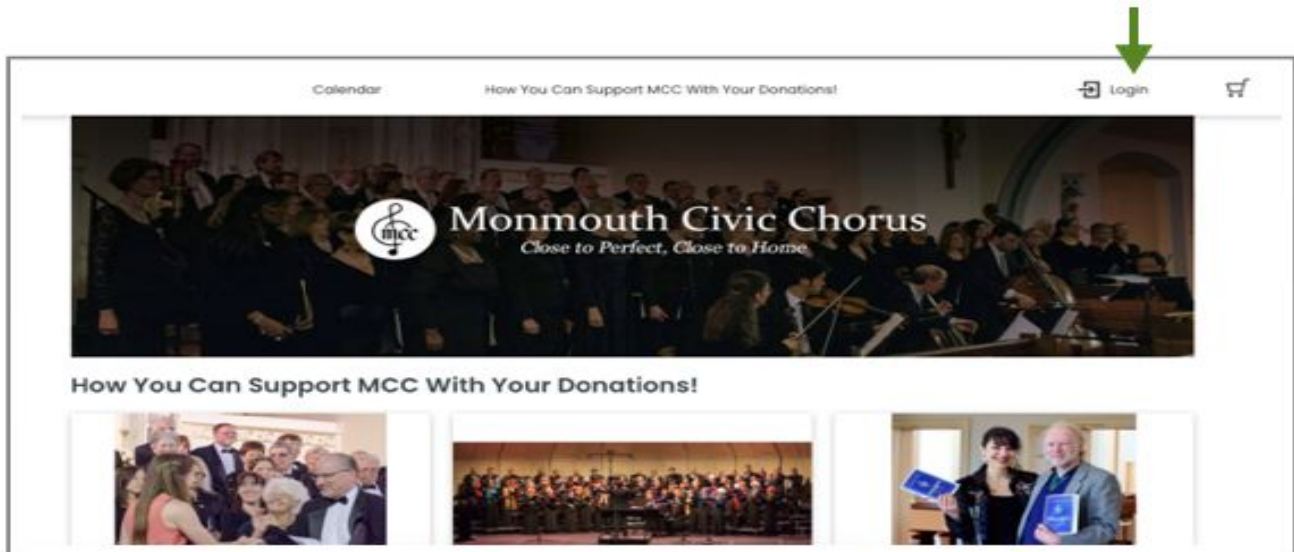 Calendar
How You Can Support MCC With Your Donations!
Login
mcc
Monmouth Civic Chorus
Close to Perfect, Close to Home
How You Can Support MCC With Your Donations!